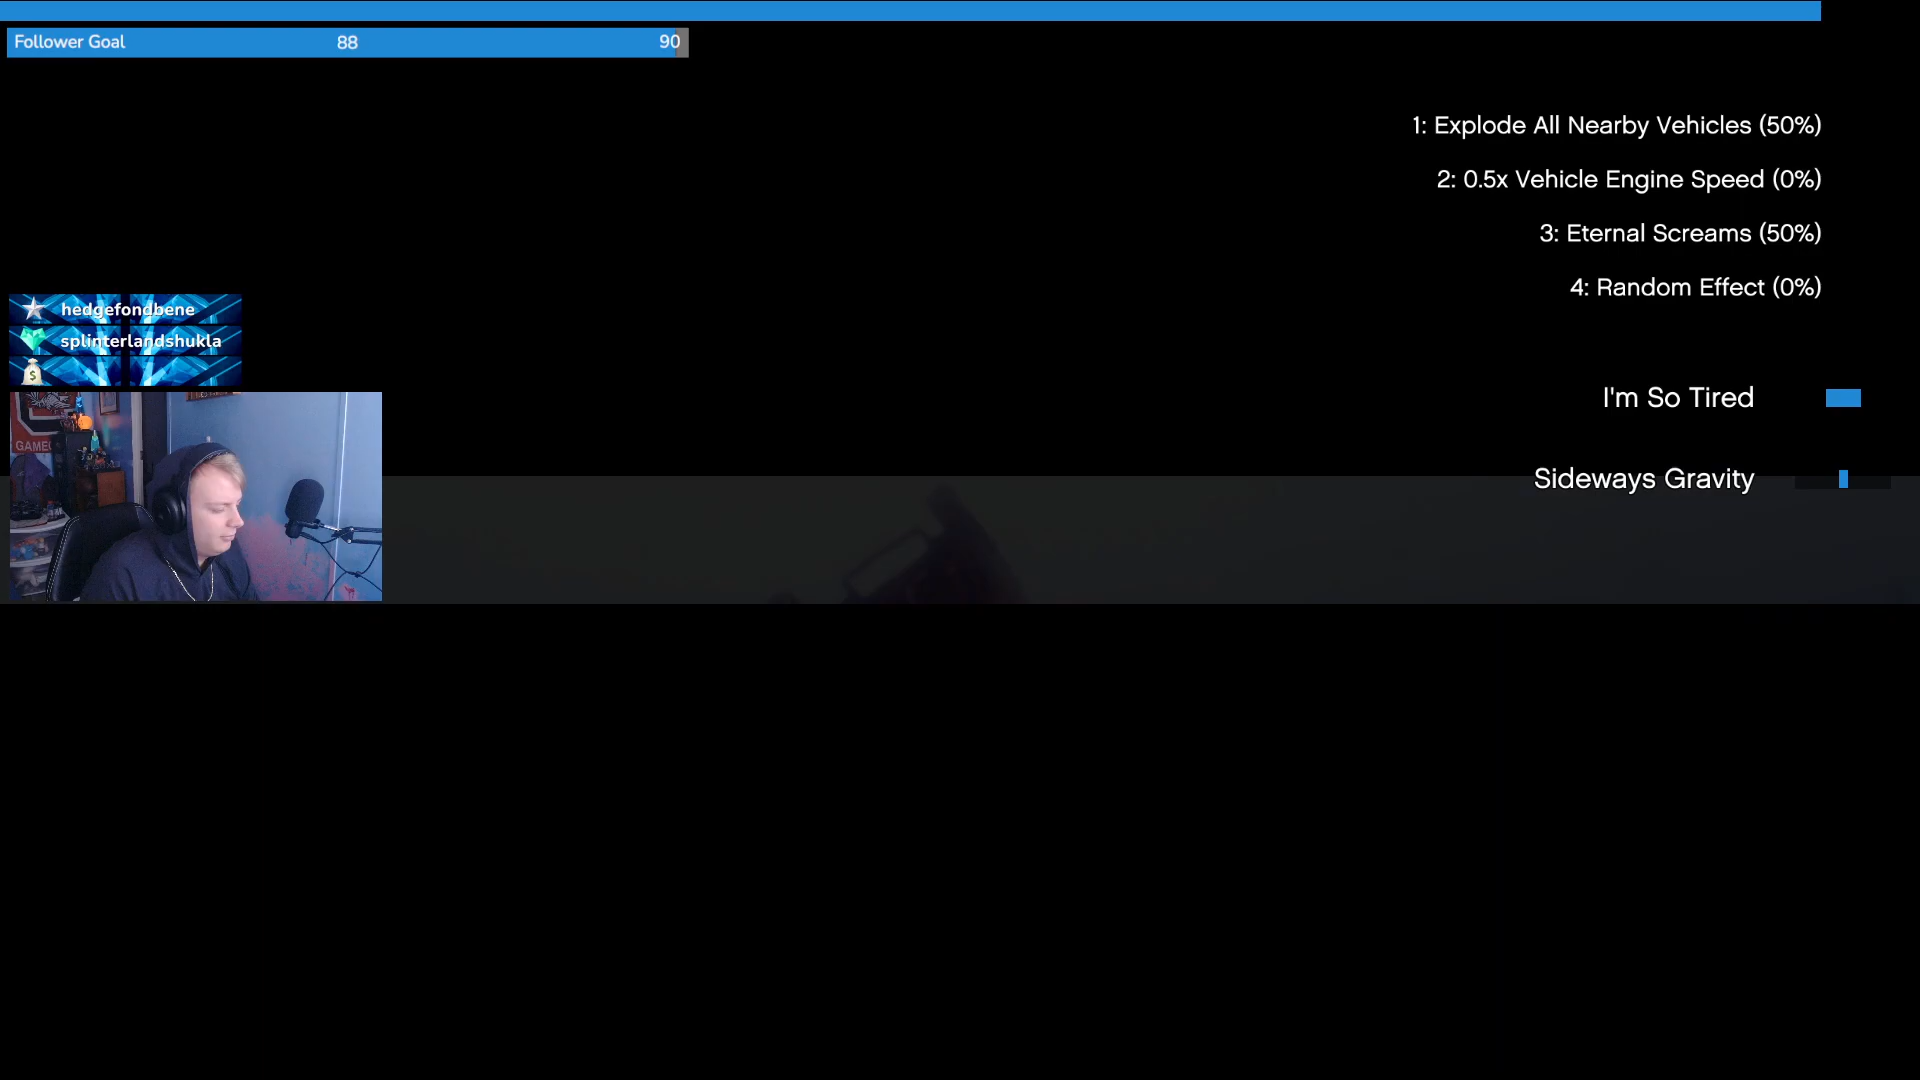 Follower Goal 88 90
1: Explode All Nearby Vehicles (50%)
2: 0.5x Vehicle Engine Speed (0%)
3: Eternal Screams (50%)
4: Random Effect (0%)
hedgefondbene
splinterlandshukla
$
I'm So Tired
GAMEC
Sideways Gravity